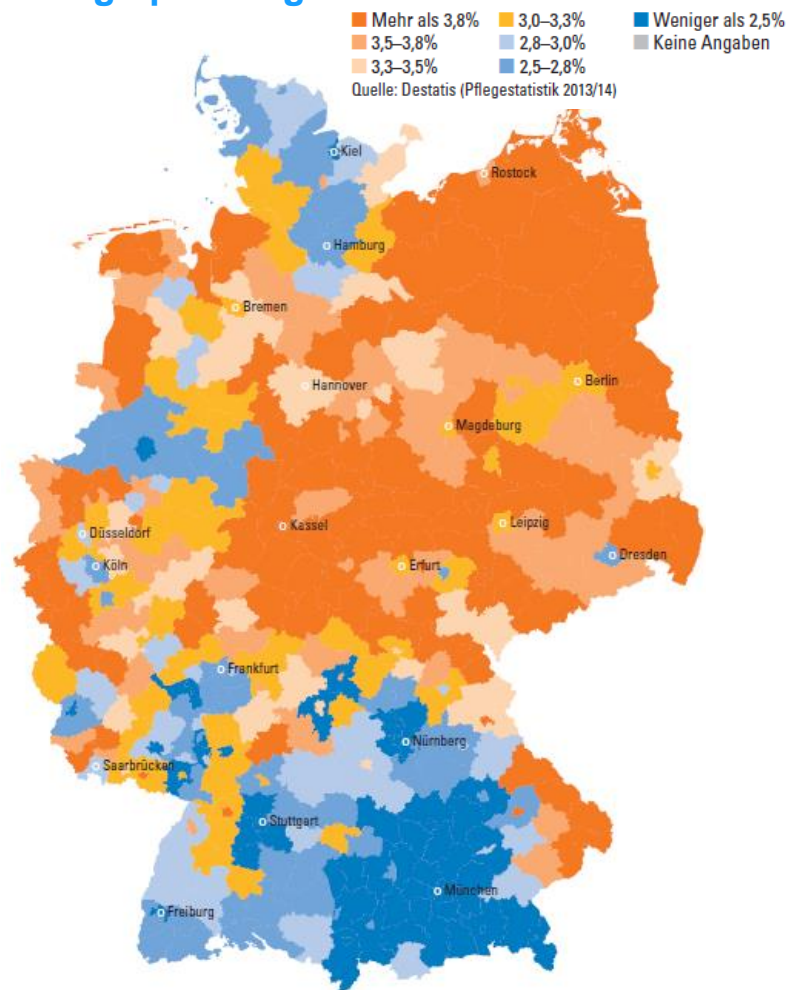 Mehr als 3,8%
3,5–3,8%
3,3–3,5%
3,0–3,3%
2,8–3,0%
2,5–2,8%
Weniger als 2,5%
Keine Angaben
Quelle: Destatis (Pflegestatistik 2013/14)
Kiel
Rostock
Hamburg
Bremen
Hannover
Berlin
Magdeburg
Düsseldorf
Kassel
Leipzig
Dresden
Köln
Erfurt
Frankfurt
Nürnberg
Saarbrücken
Stuttgart
München
Freiburg